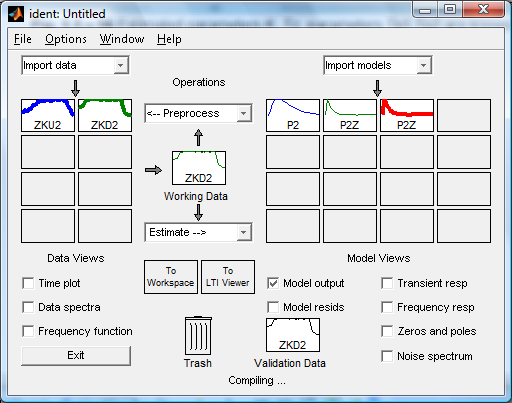 ident: Untitled
File Options Window Help
Import data
Operations
Import models
<-- Preprocess
ZKU2 ZKD2
P2 P2Z P2Z
ZKD2
Working Data
Estimate -->
Data Views
Model Views
To Workspace
To LTI Viewer
Time plot
Data spectra
Frequency function
Exit
Model output
Model resids
Transient resp
Frequency resp
Zeros and poles
Noise spectrum
Trash
ZKD2
Validation Data
Compiling ...